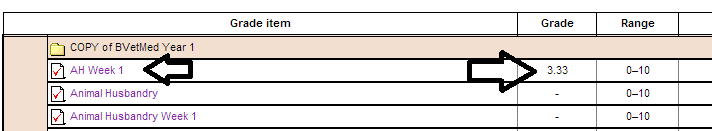 Grade item Grade Range
COPY of BVetMed Year 1
AH Week 1 3.33 0–10
Animal Husbandry - 0–10
Animal Husbandry Week 1 - 0–10